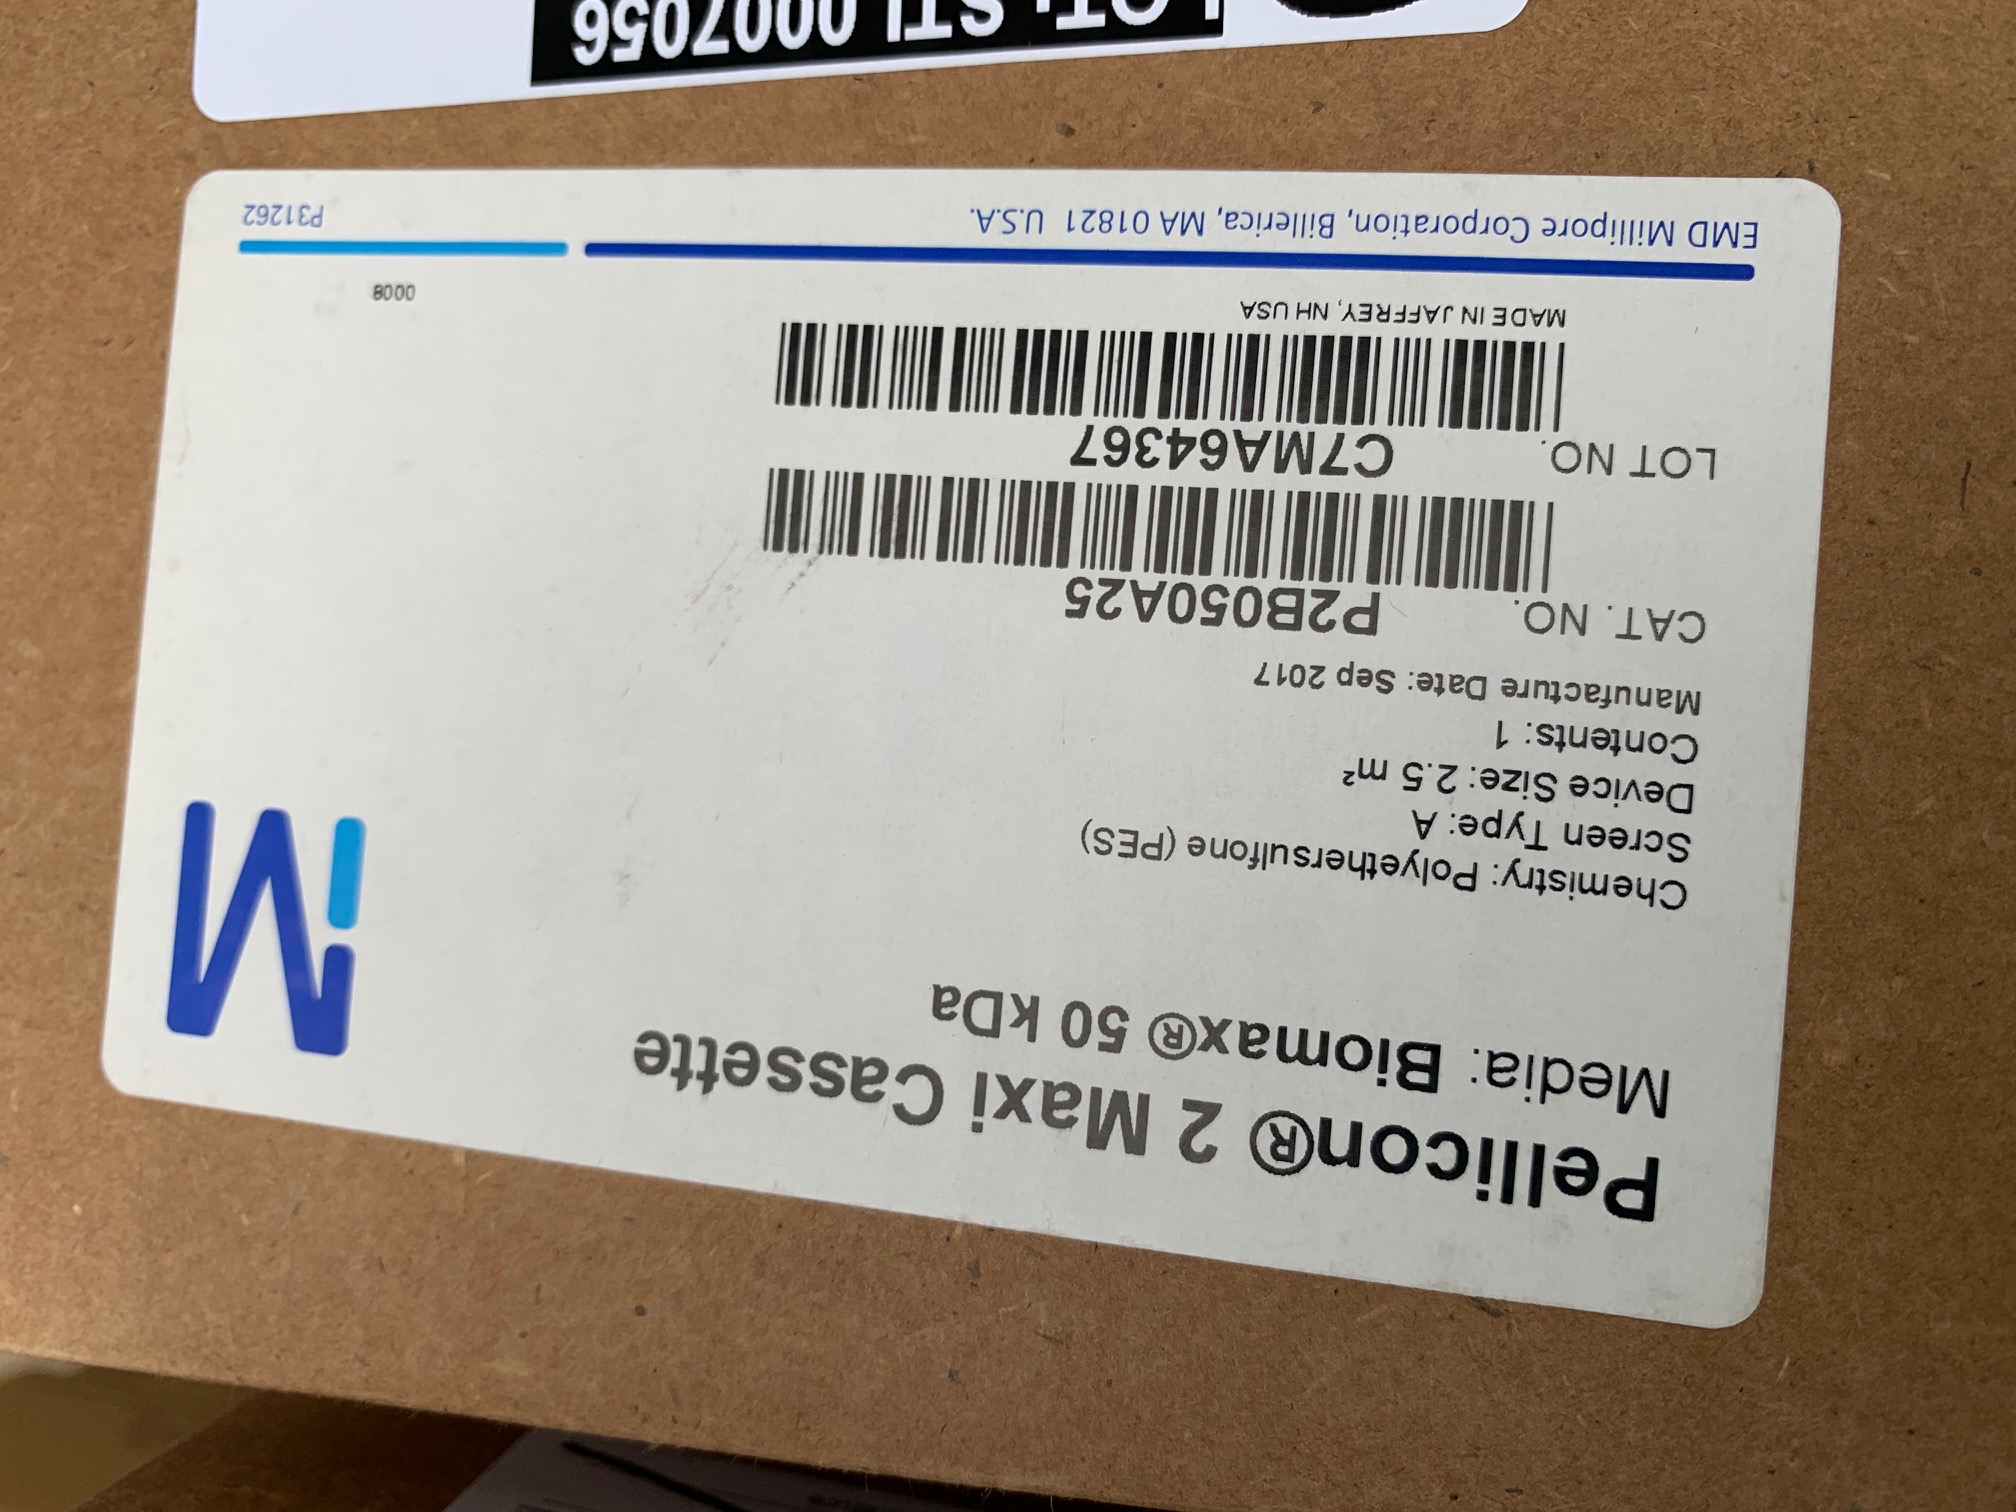 Pellicon® 2 Maxi Cassette
Media: Biomax® 50 kDa
Chemistry: Polyethersulfone (PES)
Screen Type: A
Device Size: 2.5 m²
Contents: 1
Manufacture Date: Sep 2017
CAT. NO. P2B050A25
LOT NO. C7MA64367
MADE IN JAFFREY, NH USA
0008
EMD Millipore Corporation, Billerica, MA 01821 U.S.A.
P31262
LOT: STL0007056